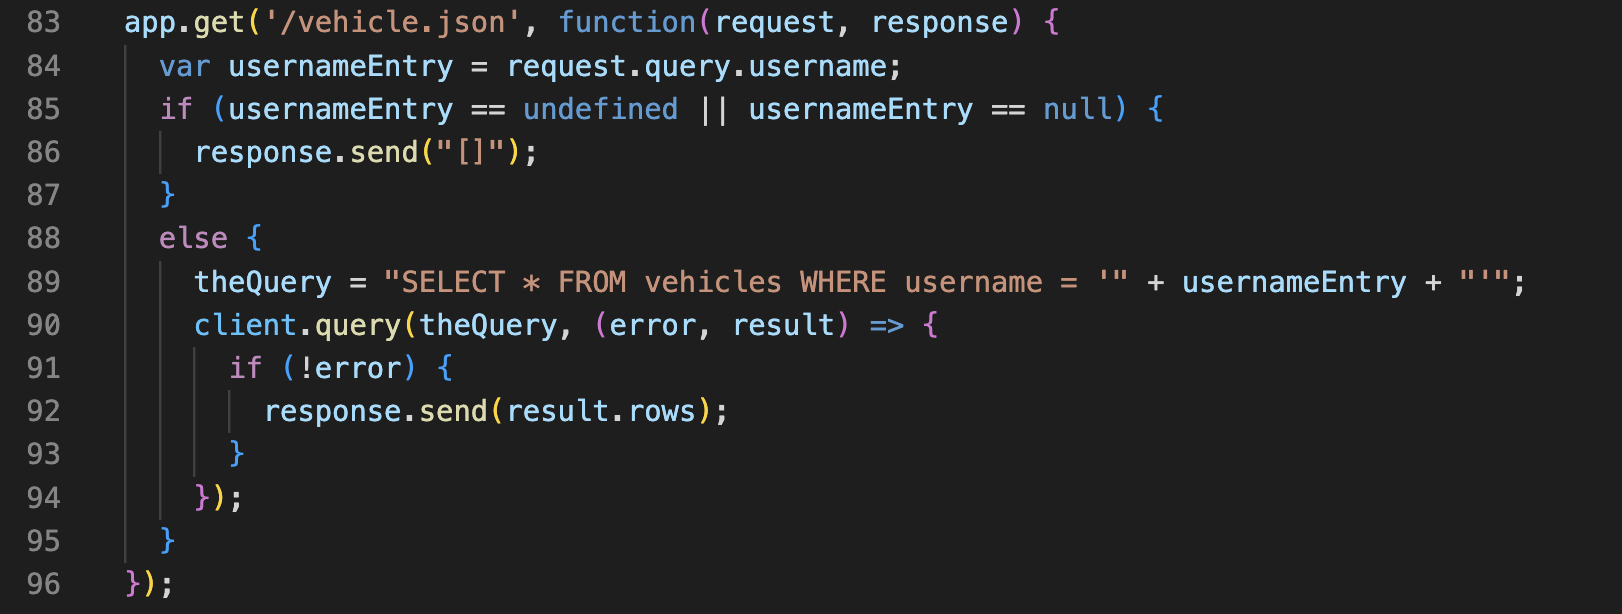 83 app.get('/vehicle.json', function(request, response) {
84 var usernameEntry = request.query.username;
85 if (usernameEntry == undefined || usernameEntry == null) {
86 response.send("[]");
87 }
88 else {
89 theQuery = "SELECT * FROM vehicles WHERE username = '" + usernameEntry + "'";
90 client.query(theQuery, (error, result) => {
91 if (!error) {
92 response.send(result.rows);
93 }
94 });
95 }
96 });